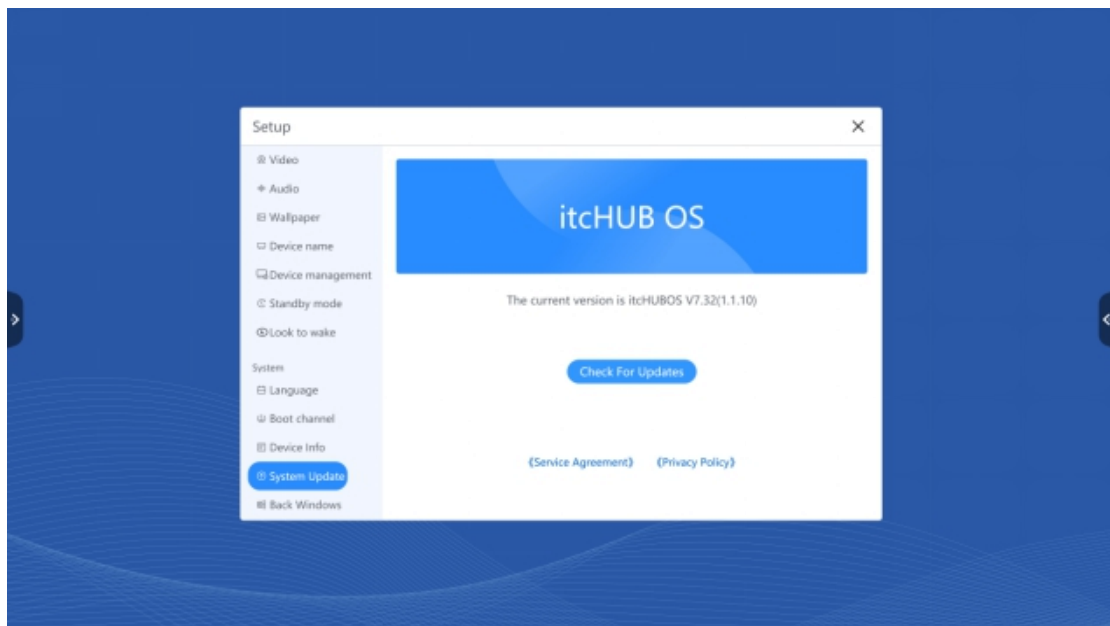 Setup
Video
Audio
Wallpaper
Device name
Device management
Standby mode
Look to wake
System
Language
Boot channel
Device Info
System Update
Back Windows
itcHUB OS
The current version is itcHUBOS V7.32(1.1.10)
Check For Updates
《Service Agreement》 《Privacy Policy》